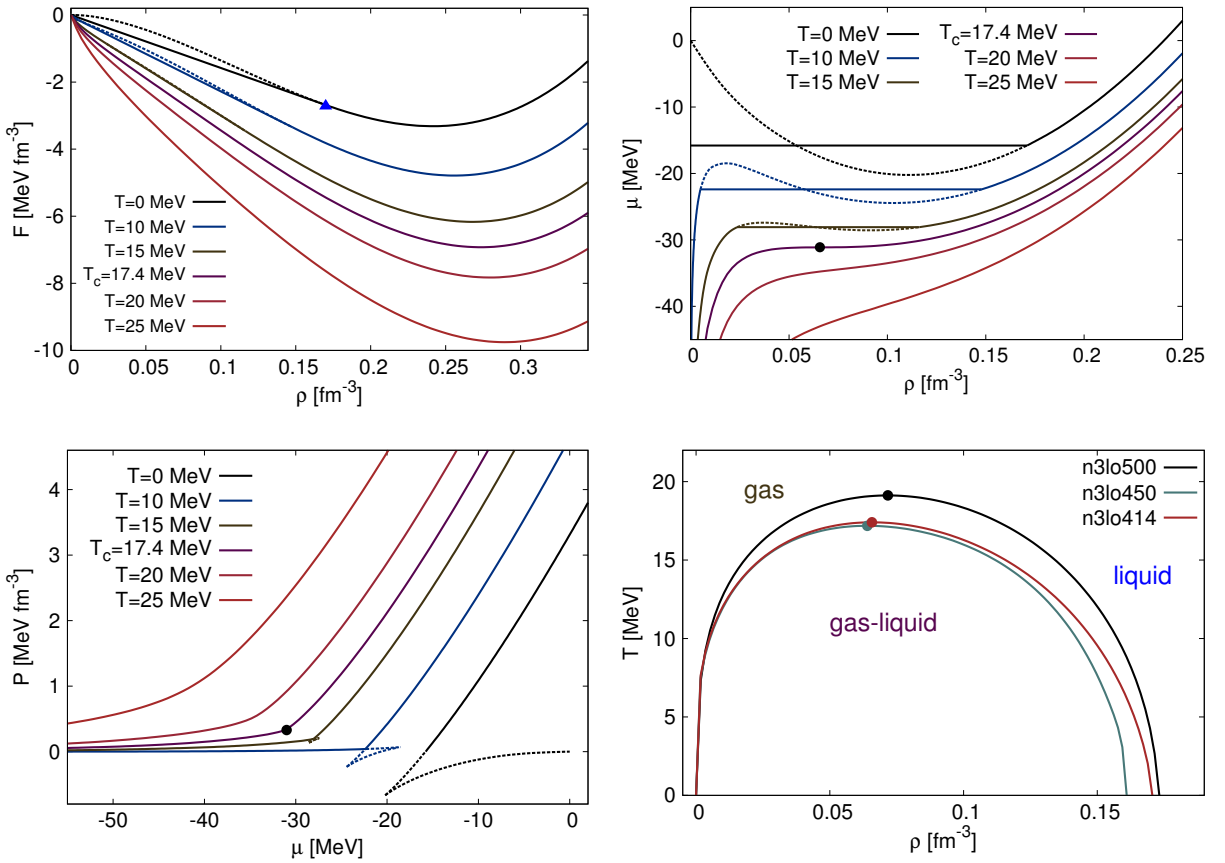 0
-2
-4
-6
-8
-10
F [MeV fm⁻³]
T=0 MeV
T=10 MeV
T=15 MeV
T_c=17.4 MeV
T=20 MeV
T=25 MeV
0 0.05 0.1 0.15 0.2 0.25 0.3
ρ [fm⁻³]
0
-10
-20
-30
-40
μ [MeV]
T=0 MeV T_c=17.4 MeV
T=10 MeV T=20 MeV
T=15 MeV T=25 MeV
0 0.05 0.1 0.15 0.2 0.25
ρ [fm⁻³]
4
3
2
1
0
P [MeV fm⁻³]
T=0 MeV
T=10 MeV
T=15 MeV
T_c=17.4 MeV
T=20 MeV
T=25 MeV
-50 -40 -30 -20 -10 0
μ [MeV]
20
15
10
5
0
T [MeV]
n3lo500
n3lo450
n3lo414
gas
liquid
gas-liquid
0 0.05 0.1 0.15
ρ [fm⁻³]